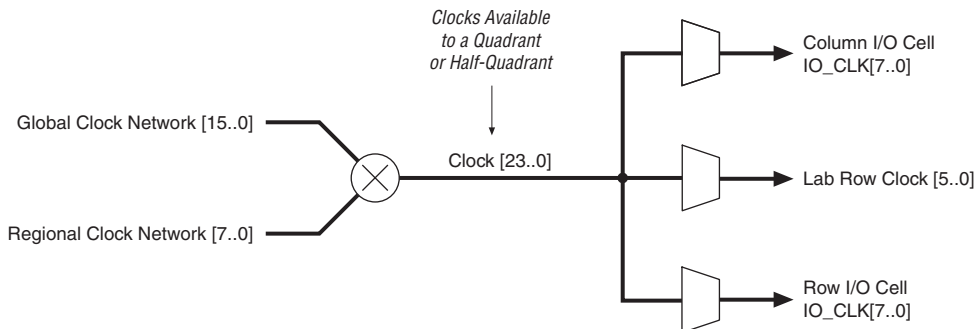 Clocks Available
to a Quadrant
or Half-Quadrant
Column I/O Cell
IO_CLK[7..0]
Global Clock Network [15..0]
Clock [23..0]
Lab Row Clock [5..0]
Regional Clock Network [7..0]
Row I/O Cell
IO_CLK[7..0]